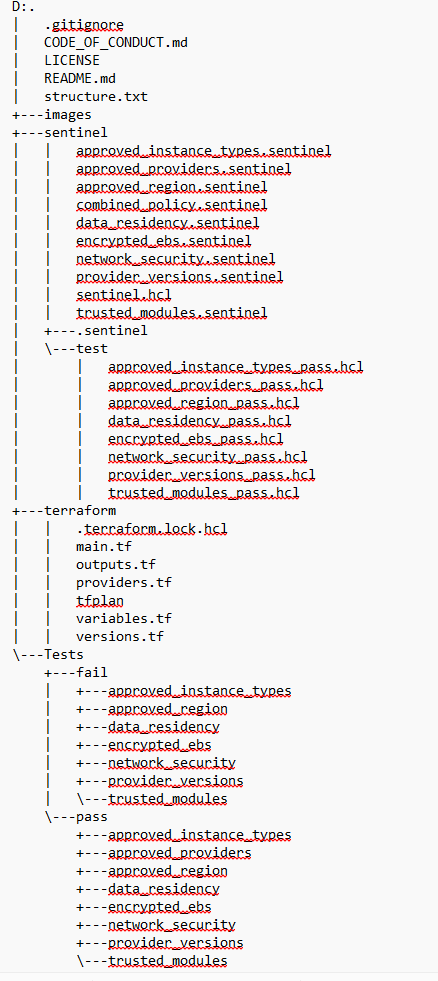 D:.
|   .gitignore
|   CODE_OF_CONDUCT.md
|   LICENSE
|   README.md
|   structure.txt
+---images
+---sentinel
|   |   approved_instance_types.sentinel
|   |   approved_providers.sentinel
|   |   approved_region.sentinel
|   |   combined_policy.sentinel
|   |   data_residency.sentinel
|   |   encrypted_ebs.sentinel
|   |   network_security.sentinel
|   |   provider_versions.sentinel
|   |   sentinel.hcl
|   |   trusted_modules.sentinel
|   +---.sentinel
|   \---test
|       |   approved_instance_types_pass.hcl
|       |   approved_providers_pass.hcl
|       |   approved_region_pass.hcl
|       |   data_residency_pass.hcl
|       |   encrypted_ebs_pass.hcl
|       |   network_security_pass.hcl
|       |   provider_versions_pass.hcl
|       |   trusted_modules_pass.hcl
+---terraform
|   |   .terraform.lock.hcl
|   |   main.tf
|   |   outputs.tf
|   |   providers.tf
|   |   tfplan
|   |   variables.tf
|   |   versions.tf
\---Tests
    +---fail
    |   +---approved_instance_types
    |   +---approved_region
    |   +---data_residency
    |   +---encrypted_ebs
    |   +---network_security
    |   +---provider_versions
    |   \---trusted_modules
    \---pass
        +---approved_instance_types
        +---approved_providers
        +---approved_region
        +---data_residency
        +---encrypted_ebs
        +---network_security
        +---provider_versions
        \---trusted_modules